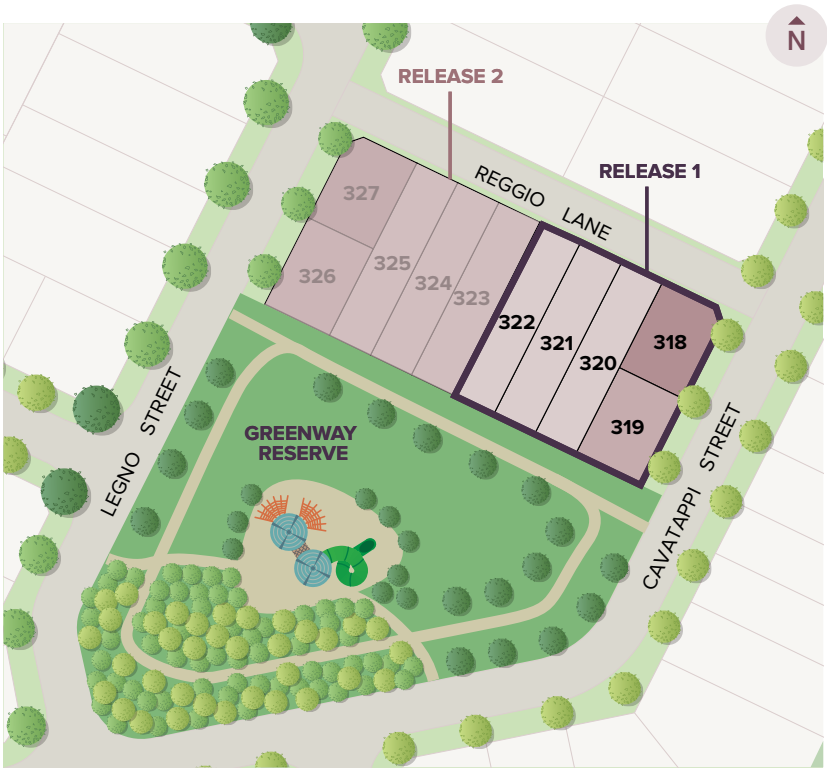 N
RELEASE 2
RELEASE 1
REGGIO LANE
327
326
325
324
323
322
321
320
318
319
LEGNO STREET
GREENWAY
RESERVE
CAVATAPPI STREET